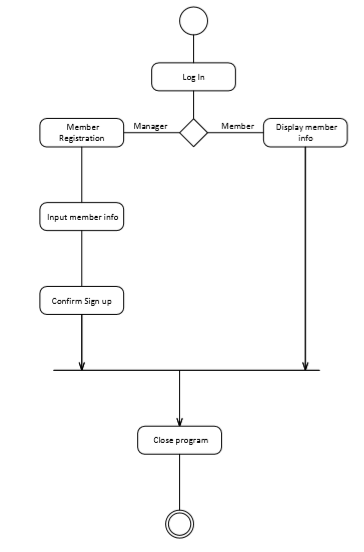 Log In
Member
Registration
Manager
Member
Display member
info
Input member info
Confirm Sign up
Close program